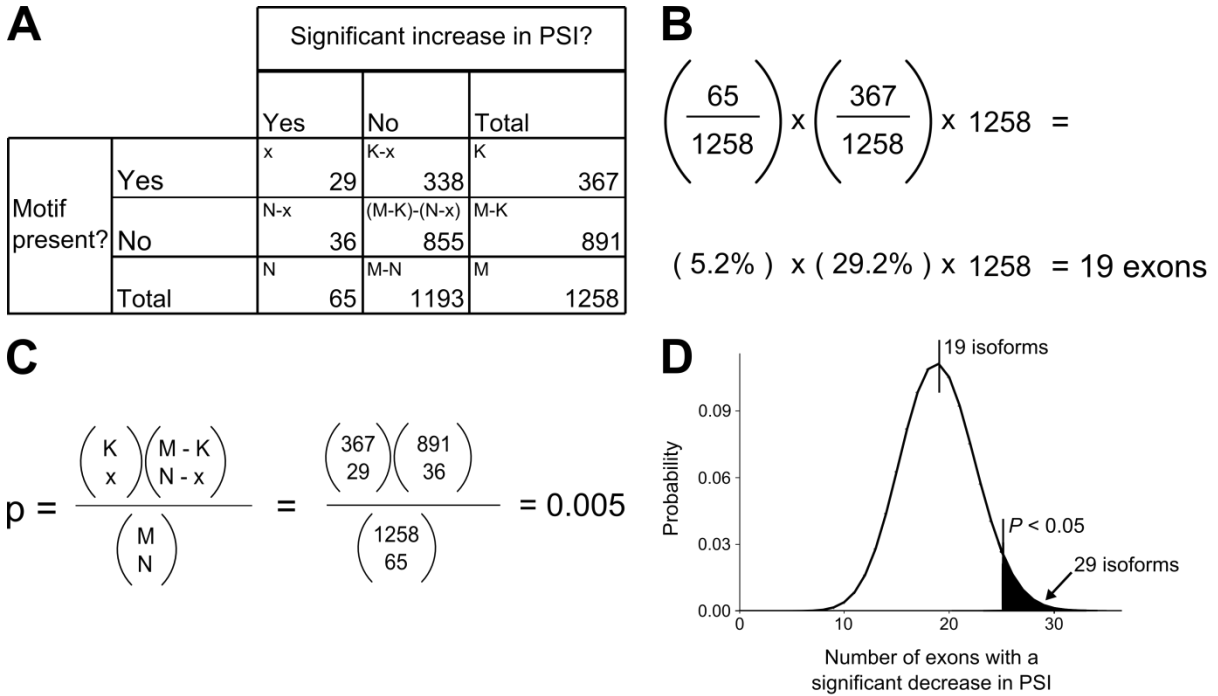 A
Significant increase in PSI?
Yes No Total
x K-x K
Yes 29 338 367
N-x (M-K)-(N-x) M-K
Motif present? No 36 855 891
N M-N M
Total 65 1193 1258
B
( 65 / 1258 ) x ( 367 / 1258 ) x 1258 =
( 5.2% ) x ( 29.2% ) x 1258 = 19 exons
C
p = ( K x ) ( M - K N - x ) / ( M N ) = ( 367 29 ) ( 891 36 ) / ( 1258 65 ) = 0.005
D
19 isoforms
0.09
0.06
0.03
0.00
Probability
P < 0.05
29 isoforms
0 10 20 30
Number of exons with a
significant decrease in PSI